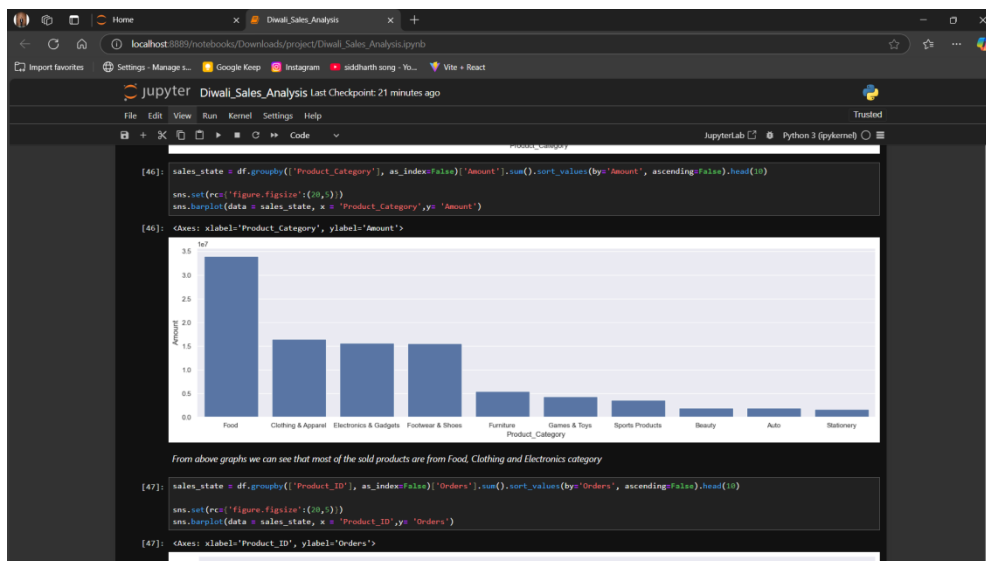 Home
Diwali_Sales_Analysis
localhost:8889/notebooks/Downloads/project/Diwali_Sales_Analysis.ipynb
Import favorites
Settings - Manage s...
Google Keep
Instagram
siddharth song - Yo...
Vite + React
jupyter Diwali_Sales_Analysis Last Checkpoint: 21 minutes ago
File Edit View Run Kernel Settings Help
Trusted
Code
JupyterLab
Python 3 (ipykernel)
Product_Category
[46]: sales_state = df.groupby(['Product_Category'], as_index=False)['Amount'].sum().sort_values(by='Amount', ascending=False).head(10)
sns.set(rc={'figure.figsize':(20,5)})
sns.barplot(data = sales_state, x = 'Product_Category',y= 'Amount')
[46]: <Axes: xlabel='Product_Category', ylabel='Amount'>
1e7
3.5
3.0
2.5
2.0
1.5
1.0
0.5
0.0
Amount
Food Clothing & Apparel Electronics & Gadgets Footwear & Shoes Furniture Games & Toys Sports Products Beauty Auto Stationery
Product_Category
From above graphs we can see that most of the sold products are from Food, Clothing and Electronics category
[47]: sales_state = df.groupby(['Product_ID'], as_index=False)['Orders'].sum().sort_values(by='Orders', ascending=False).head(10)
sns.set(rc={'figure.figsize':(20,5)})
sns.barplot(data = sales_state, x = 'Product_ID',y= 'Orders')
[47]: <Axes: xlabel='Product_ID', ylabel='Orders'>